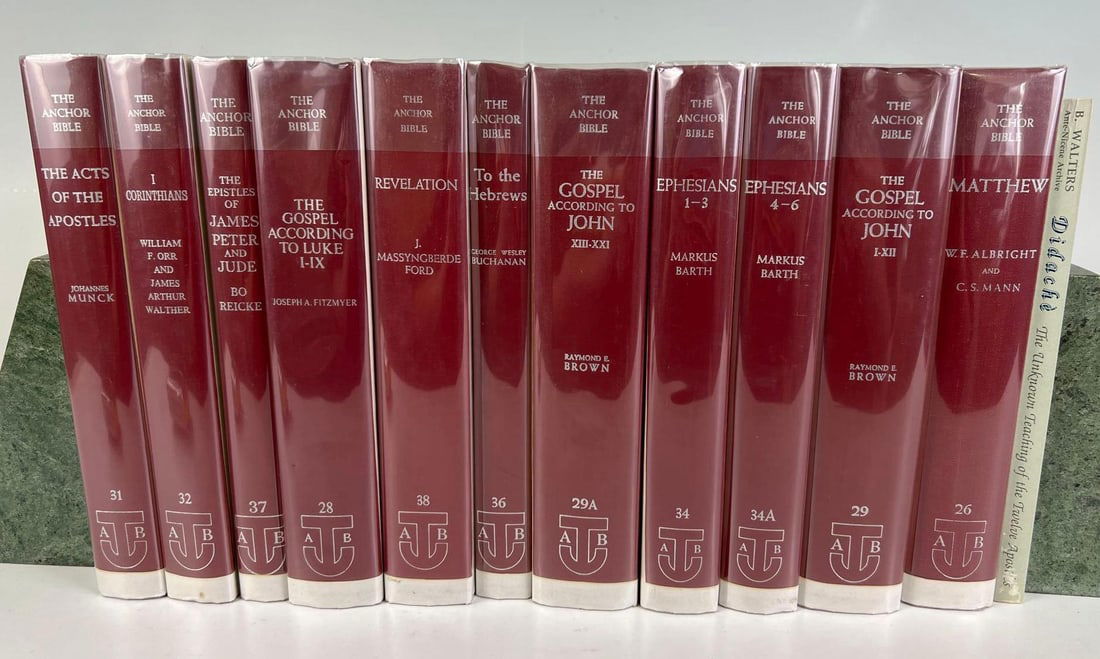 THE
ANCHOR
BIBLE
THE ACTS
OF THE
APOSTLES
JOHANNES
MUNCK
31
A B
THE
ANCHOR
BIBLE
I
CORINTHIANS
WILLIAM
F. ORR
AND
JAMES
ARTHUR
WALTHER
32
A B
THE
ANCHOR
BIBLE
THE
EPISTLES
OF
JAMES
PETER
AND
JUDE
BO
REICKE
37
A B
THE
ANCHOR
BIBLE
THE
GOSPEL
ACCORDING
TO LUKE
I-IX
JOSEPH A. FITZMYER
28
A B
THE
ANCHOR
BIBLE
REVELATION
J.
MASSYNGBERDE
FORD
38
A B
THE
ANCHOR
BIBLE
To the
Hebrews
GEORGE WESLEY
BUCHANAN
36
A B
THE
ANCHOR
BIBLE
THE
GOSPEL
ACCORDING TO
JOHN
XIII-XXI
RAYMOND E.
BROWN
29A
A B
THE
ANCHOR
BIBLE
EPHESIANS
1-3
MARKUS
BARTH
34
A B
THE
ANCHOR
BIBLE
EPHESIANS
4-6
MARKUS
BARTH
34A
A B
THE
ANCHOR
BIBLE
THE
GOSPEL
ACCORDING TO
JOHN
I-XII
RAYMOND E.
BROWN
29
A B
THE
ANCHOR
BIBLE
MATTHEW
W. F. ALBRIGHT
AND
C. S. MANN
26
A B
B. WALTERS
Ante-Nicene Archive
Didachè The Unknown Teaching of the Twelve Apostles